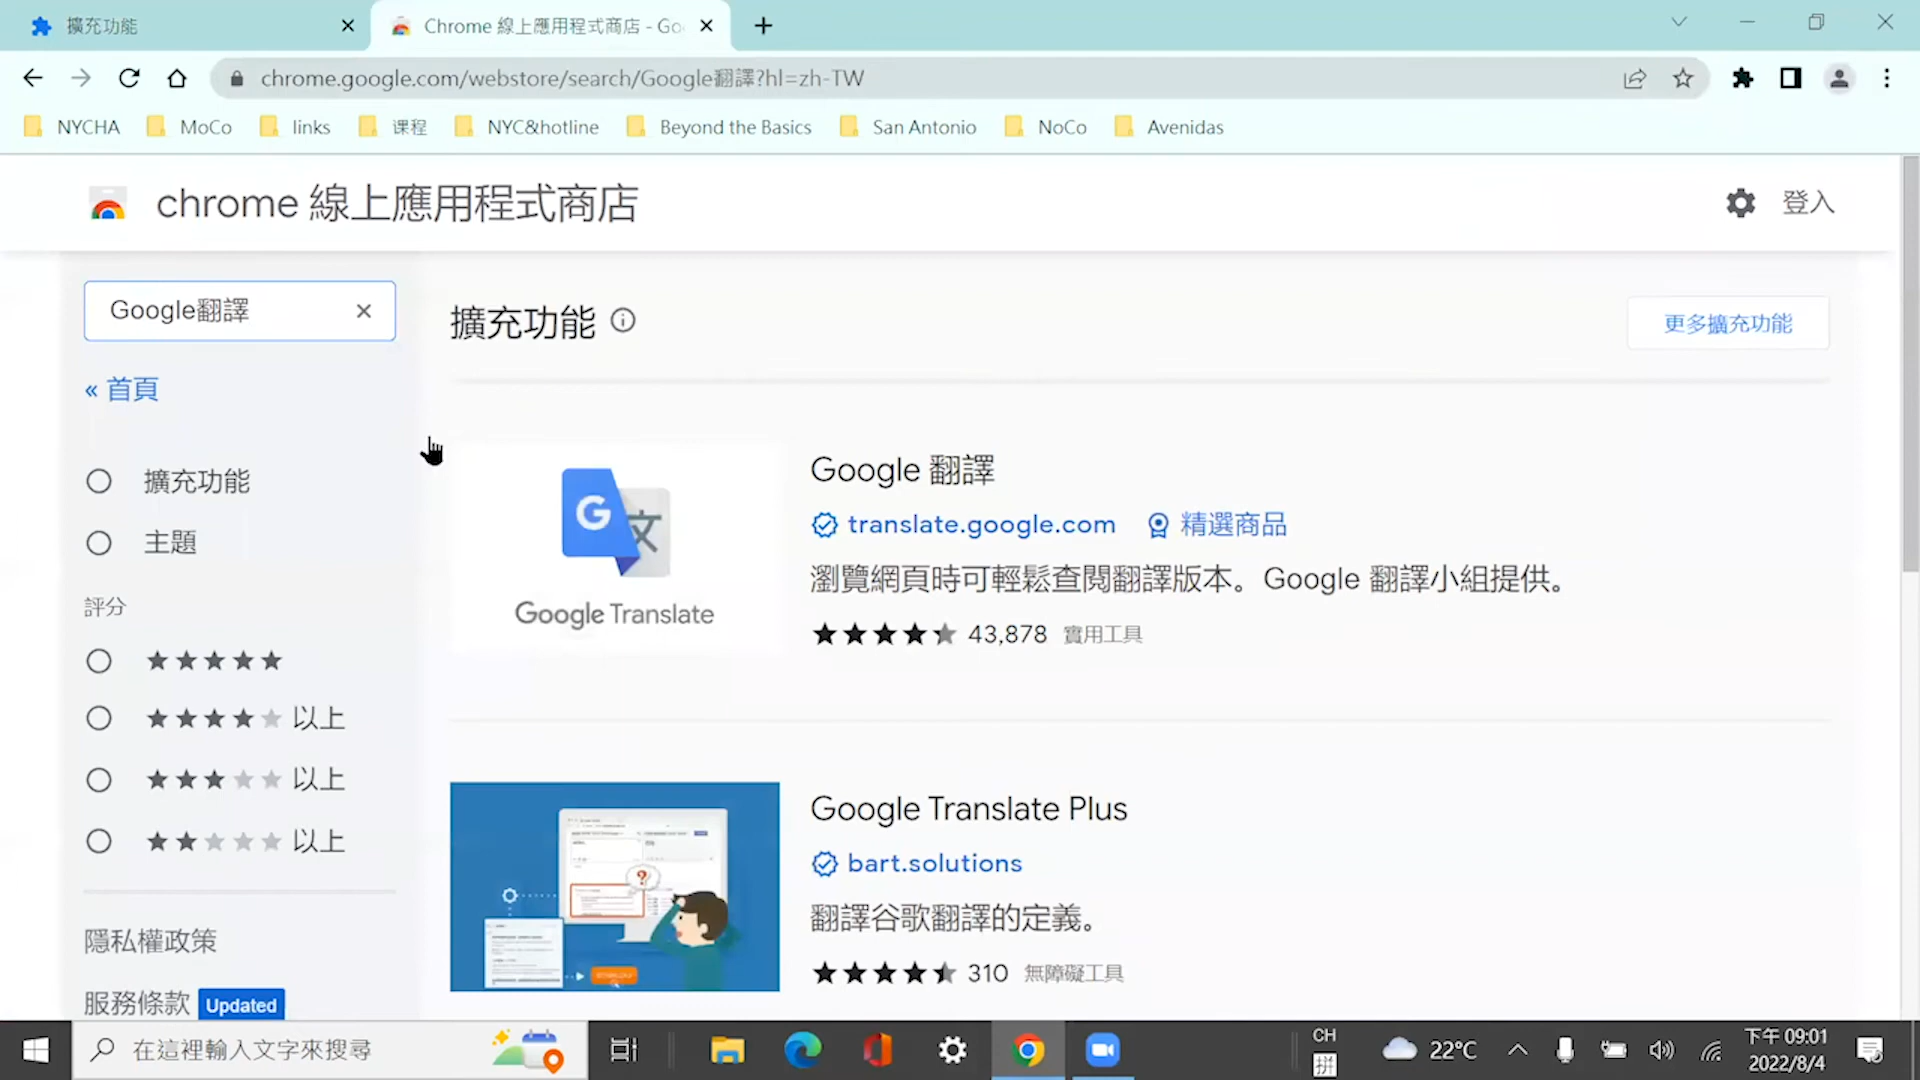 擴充功能
Chrome 線上應用程式商店 - Go
chrome.google.com/webstore/search/Google翻譯?hl=zh-TW
NYCHA
MoCo
links
课程
NYC&hotline
Beyond the Basics
San Antonio
NoCo
Avenidas
chrome 線上應用程式商店
登入
Google翻譯
« 首頁
擴充功能
主題
評分
以上
以上
以上
隱私權政策
服務條款 Updated
擴充功能
更多擴充功能
Google Translate
Google 翻譯
translate.google.com
精選商品
瀏覽網頁時可輕鬆查閱翻譯版本。Google 翻譯小組提供。
43,878 實用工具
Google Translate Plus
bart.solutions
翻譯谷歌翻譯的定義。
310 無障礙工具
在這裡輸入文字來搜尋
CH
拼
22°C
下午 09:01
2022/8/4